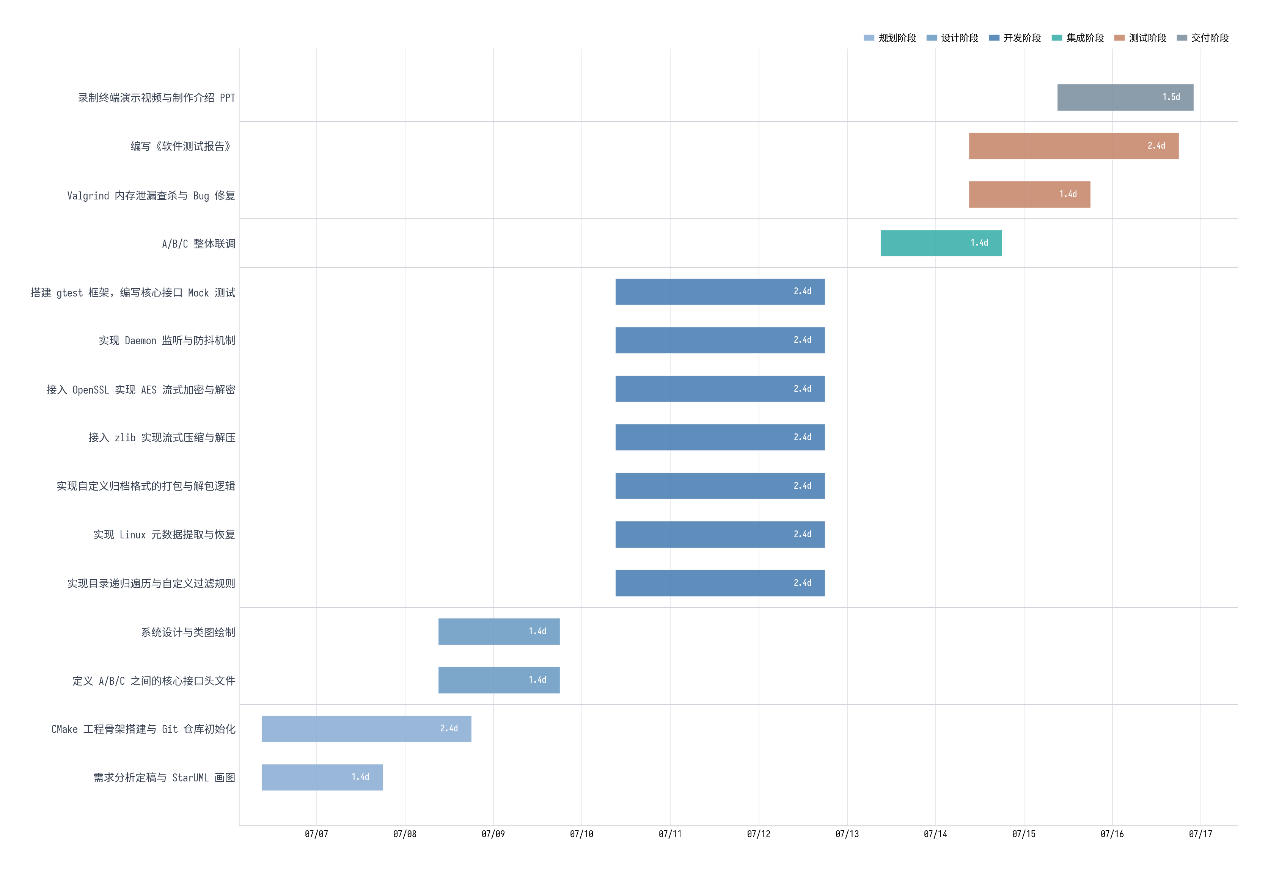 规划阶段 设计阶段 开发阶段 集成阶段 测试阶段 交付阶段
录制终端演示视频与制作介绍 PPT 1.5d
编写《软件测试报告》 2.4d
Valgrind 内存泄漏查杀与 Bug 修复 1.4d
A/B/C 整体联调 1.4d
搭建 gtest 框架，编写核心接口 Mock 测试 2.4d
实现 Daemon 监听与防抖机制 2.4d
接入 OpenSSL 实现 AES 流式加密与解密 2.4d
接入 zlib 实现流式压缩与解压 2.4d
实现自定义归档格式的打包与解包逻辑 2.4d
实现 Linux 元数据提取与恢复 2.4d
实现目录递归遍历与自定义过滤规则 2.4d
系统设计与类图绘制 1.4d
定义 A/B/C 之间的核心接口头文件 1.4d
CMake 工程骨架搭建与 Git 仓库初始化 2.4d
需求分析定稿与 StarUML 画图 1.4d
07/07 07/08 07/09 07/10 07/11 07/12 07/13 07/14 07/15 07/16 07/17